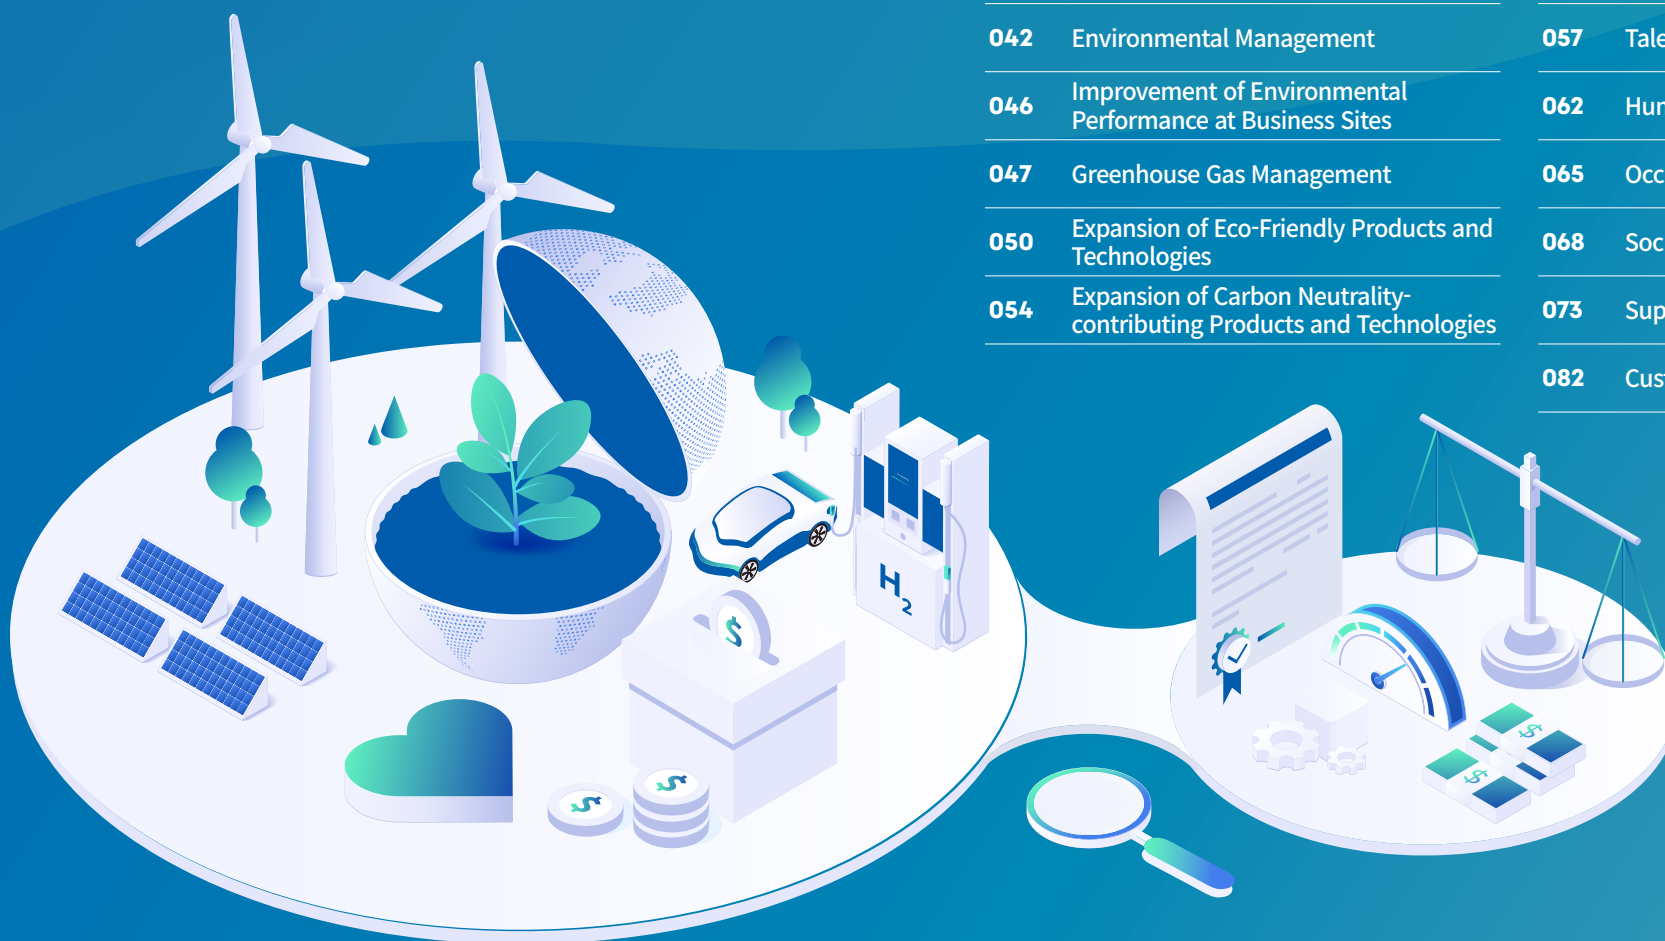 042 Environmental Management
046 Improvement of Environmental
Performance at Business Sites
047 Greenhouse Gas Management
050 Expansion of Eco-Friendly Products and
Technologies
054 Expansion of Carbon Neutrality-
contributing Products and Technologies
057
062
065
068
073
082
$
H2
$
$
$
$